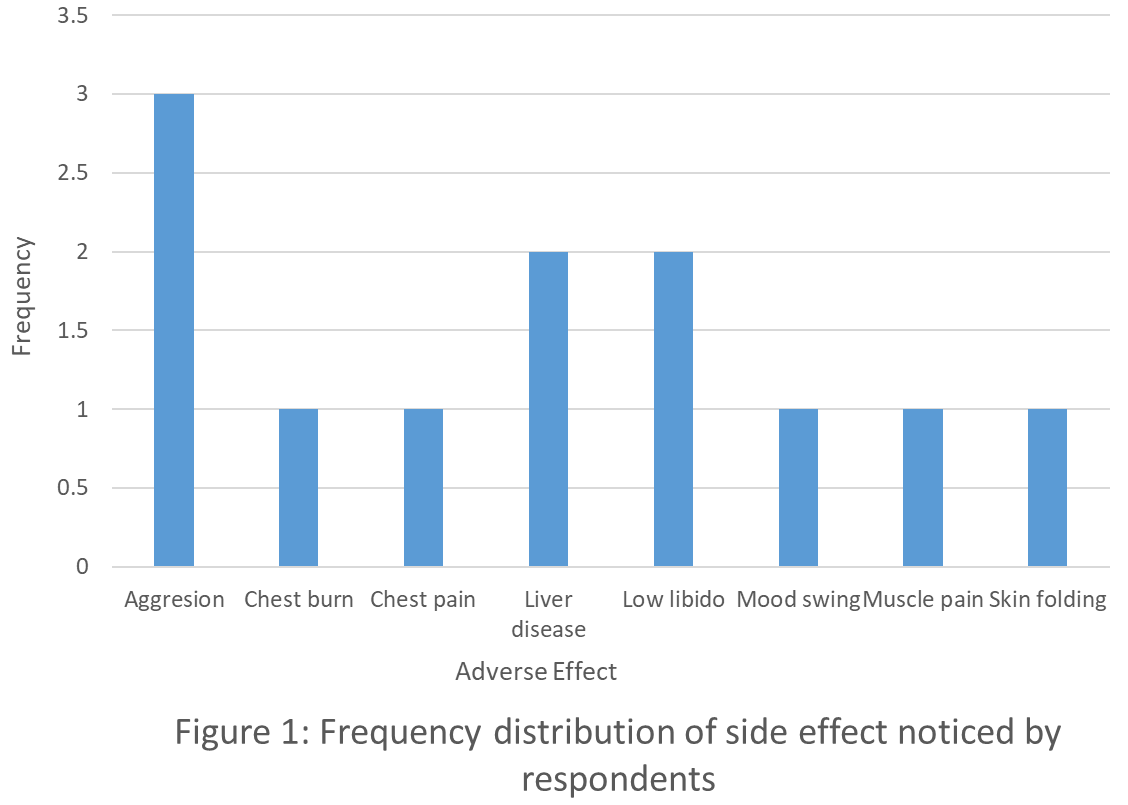 3.5
3
2.5
2
1.5
1
0.5
0
Frequency
Aggresion Chest burn Chest pain Liver disease Low libido Mood swing Muscle pain Skin folding
Adverse Effect
Figure 1: Frequency distribution of side effect noticed by
respondents